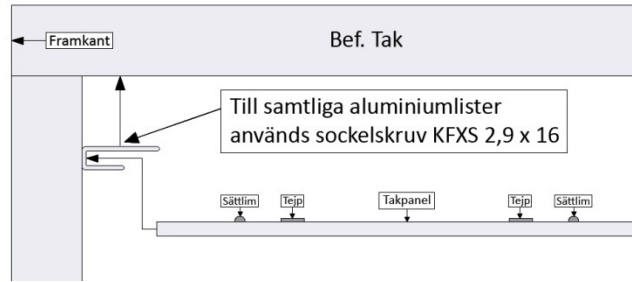 Framkant
Bef. Tak
Till samtliga aluminiumlister
används sockelskruv KFXS 2,9 x 16
Sättlim
Tejp
Takpanel
Tejp
Sättlim